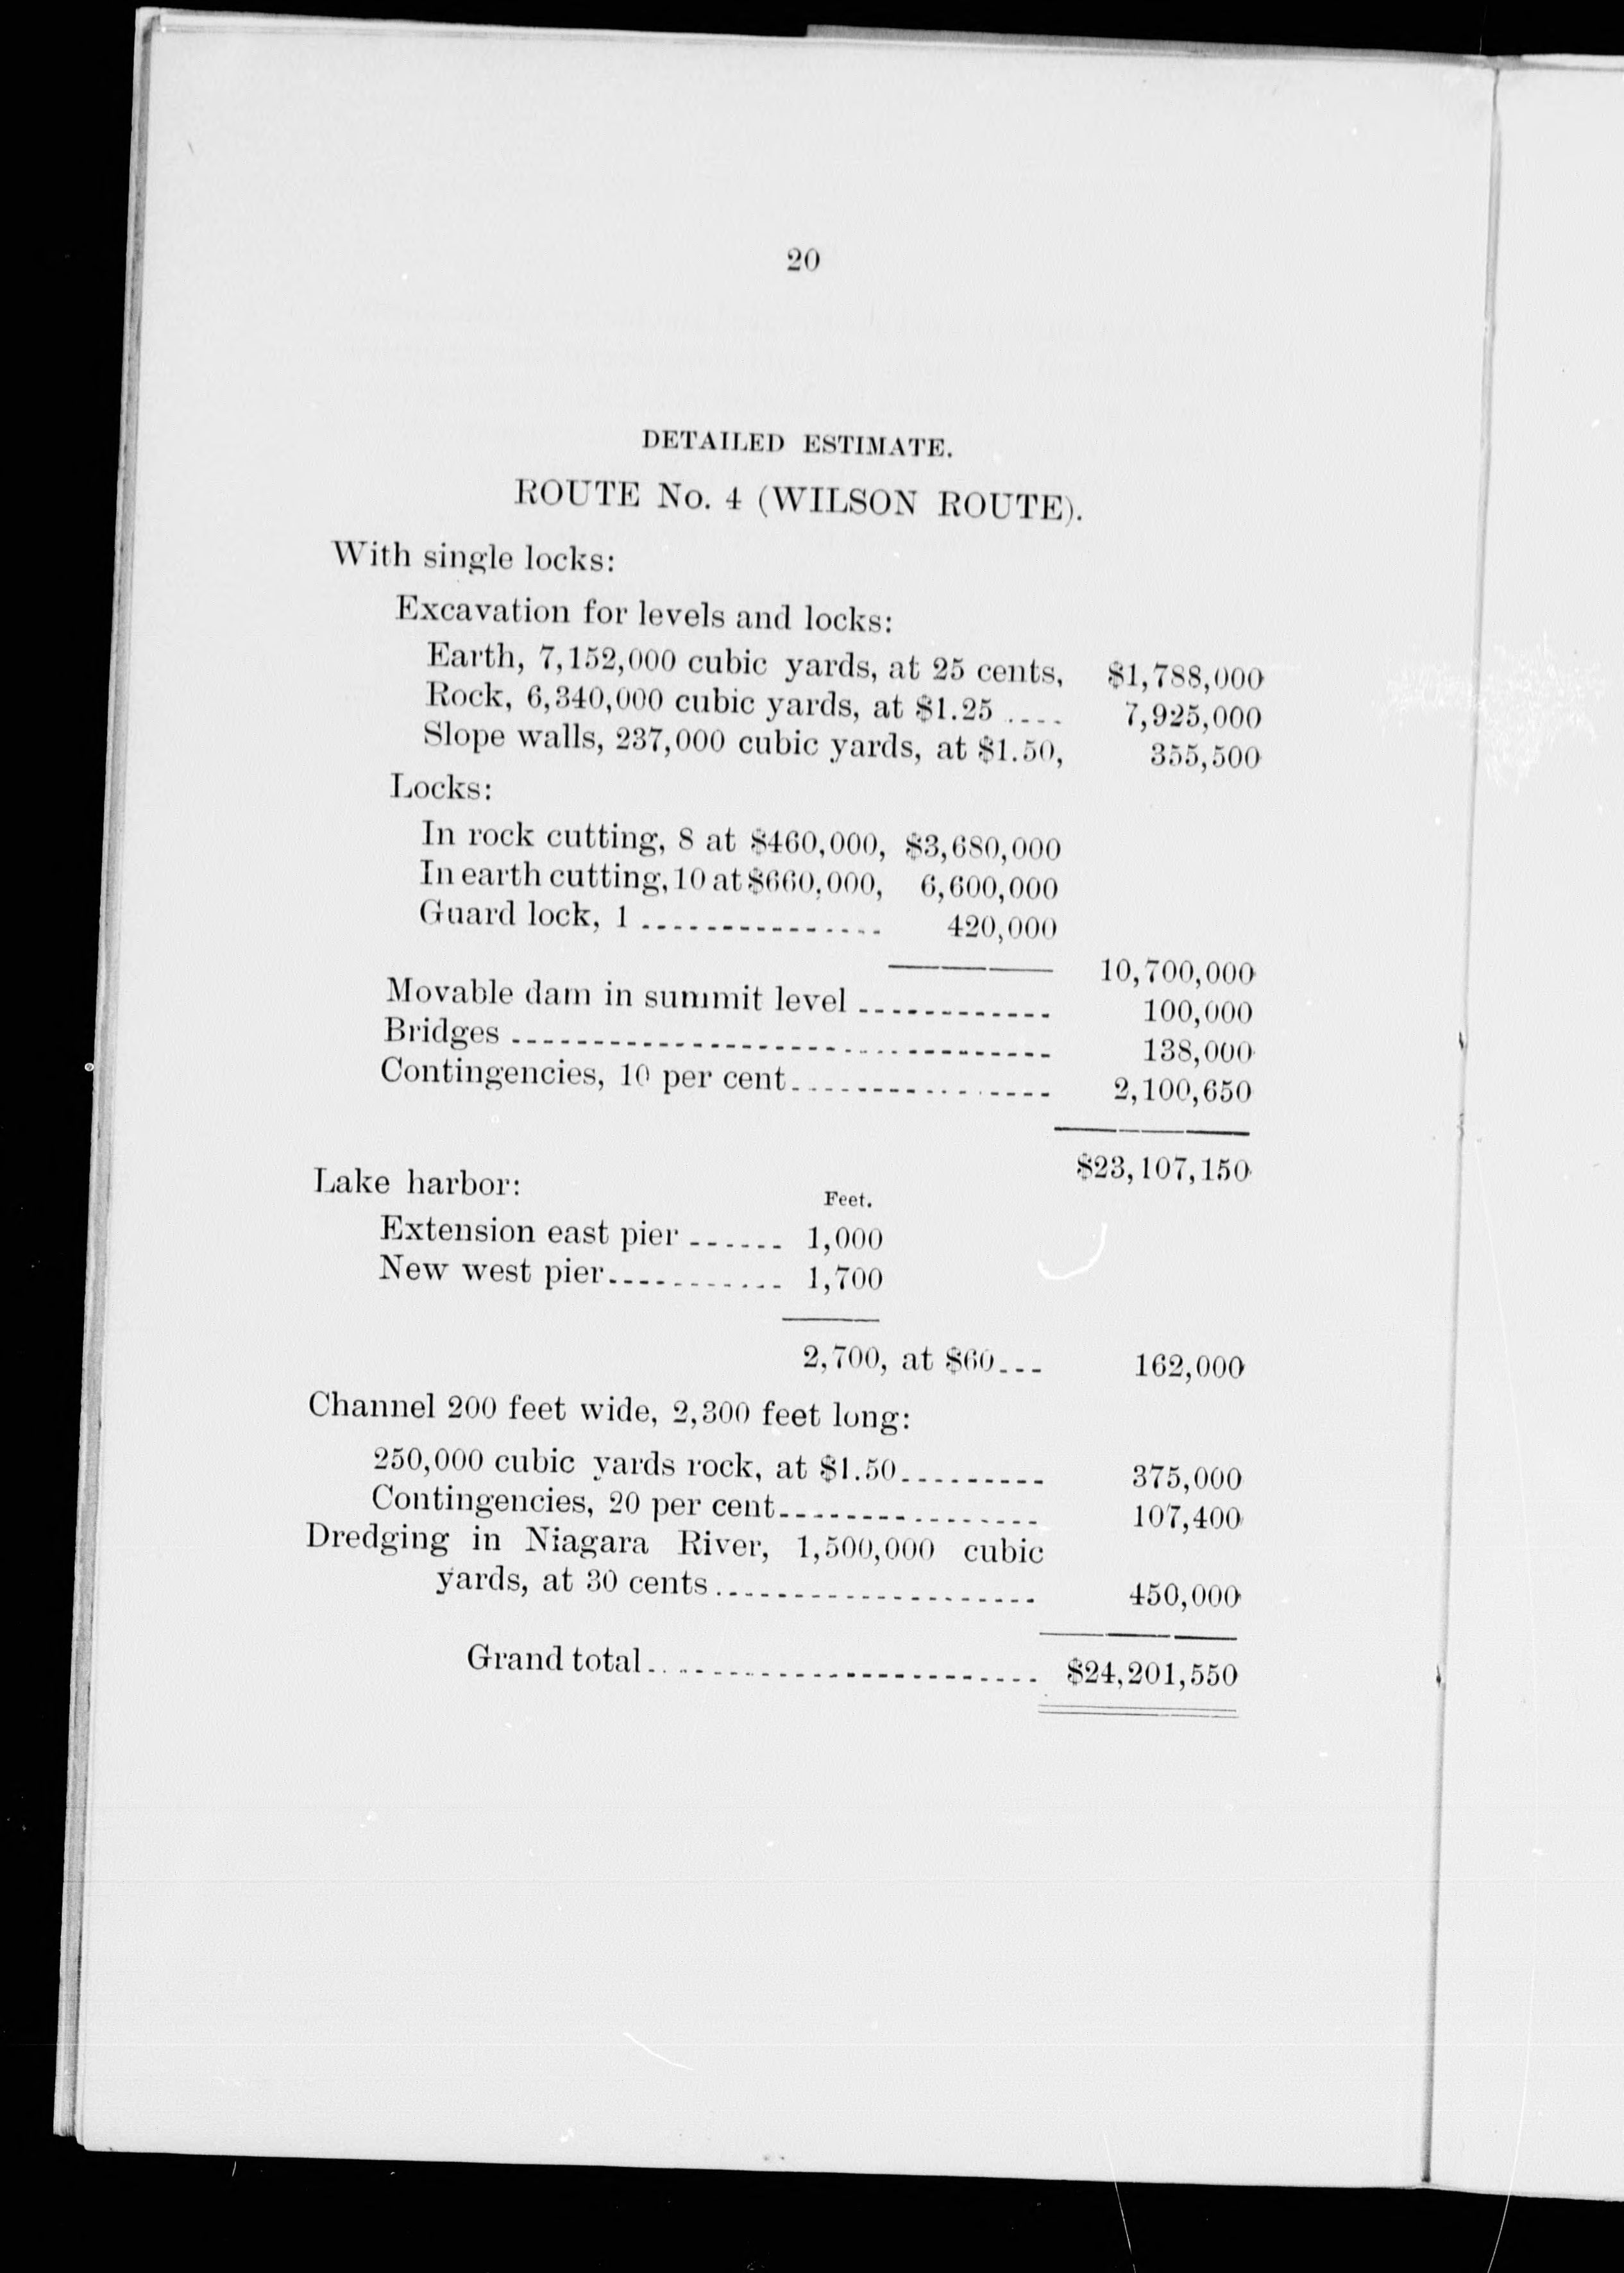 20
DETAILED ESTIMATE.
ROUTE No. 4 (WILSON ROUTE).
With single locks:
Excavation for levels and locks:
Earth, 7,152,000 cubic yards, at 25 cents, $1,788,000
Rock, 6,340,000 cubic yards, at $1.25 .... 7,925,000
Slope walls, 237,000 cubic yards, at $1.50, 355,500
Locks:
In rock cutting, 8 at $460,000, $3,680,000
In earth cutting, 10 at $660,000, 6,600,000
Guard lock, 1 ............... 420,000
10,700,000
Movable dam in summit level ............ 100,000
Bridges .................................. 138,000
Contingencies, 10 per cent................. 2,100,650
$23,107,150
Lake harbor:
Feet.
Extension east pier ...... 1,000
New west pier........... 1,700
2,700, at $60... 162,000
Channel 200 feet wide, 2,300 feet long:
250,000 cubic yards rock, at $1.50......... 375,000
Contingencies, 20 per cent................. 107,400
Dredging in Niagara River, 1,500,000 cubic
yards, at 30 cents.................... 450,000
Grand total......................... $24,201,550